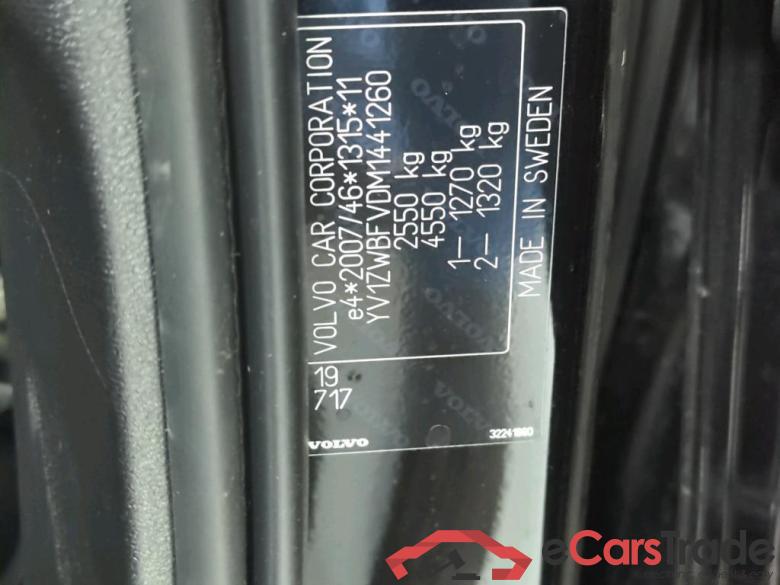 VOLVO CAR CORPORATION
e4*2007/46*1315*11
YV1ZWBFVDM1441260
2550 kg
4550 kg
1— 1270 kg
2— 1320 kg
MADE IN SWEDEN
19
717
VOLVO
eCarsTrade